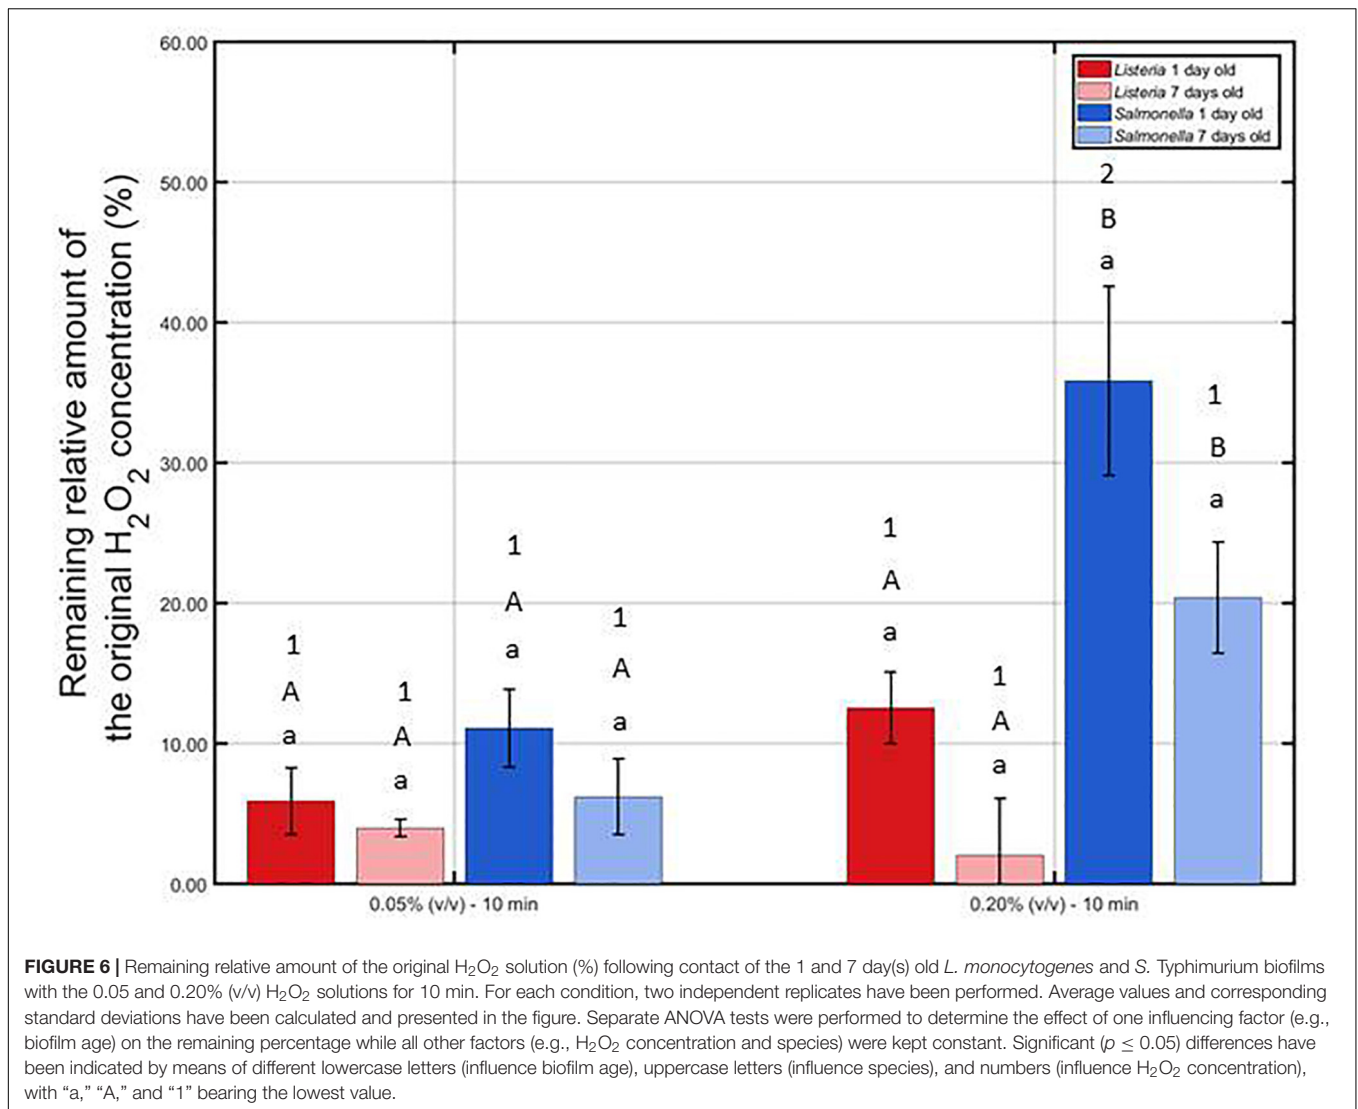 60.00
50.00
40.00
30.00
20.00
10.00
0.00
Remaining relative amount of
the original H2O2 concentration (%)
Listeria 1 day old
Listeria 7 days old
Salmonella 1 day old
Salmonella 7 days old
1
A
a
1
A
a
1
A
a
1
A
a
1
A
a
1
A
a
2
B
a
1
B
a
0.05% (v/v) - 10 min
0.20% (v/v) - 10 min
FIGURE 6 | Remaining relative amount of the original H2O2 solution (%) following contact of the 1 and 7 day(s) old L. monocytogenes and S. Typhimurium biofilms
with the 0.05 and 0.20% (v/v) H2O2 solutions for 10 min. For each condition, two independent replicates have been performed. Average values and corresponding
standard deviations have been calculated and presented in the figure. Separate ANOVA tests were performed to determine the effect of one influencing factor (e.g.,
biofilm age) on the remaining percentage while all other factors (e.g., H2O2 concentration and species) were kept constant. Significant (p ≤ 0.05) differences have
been indicated by means of different lowercase letters (influence biofilm age), uppercase letters (influence species), and numbers (influence H2O2 concentration),
with “a,” “A,” and “1” bearing the lowest value.